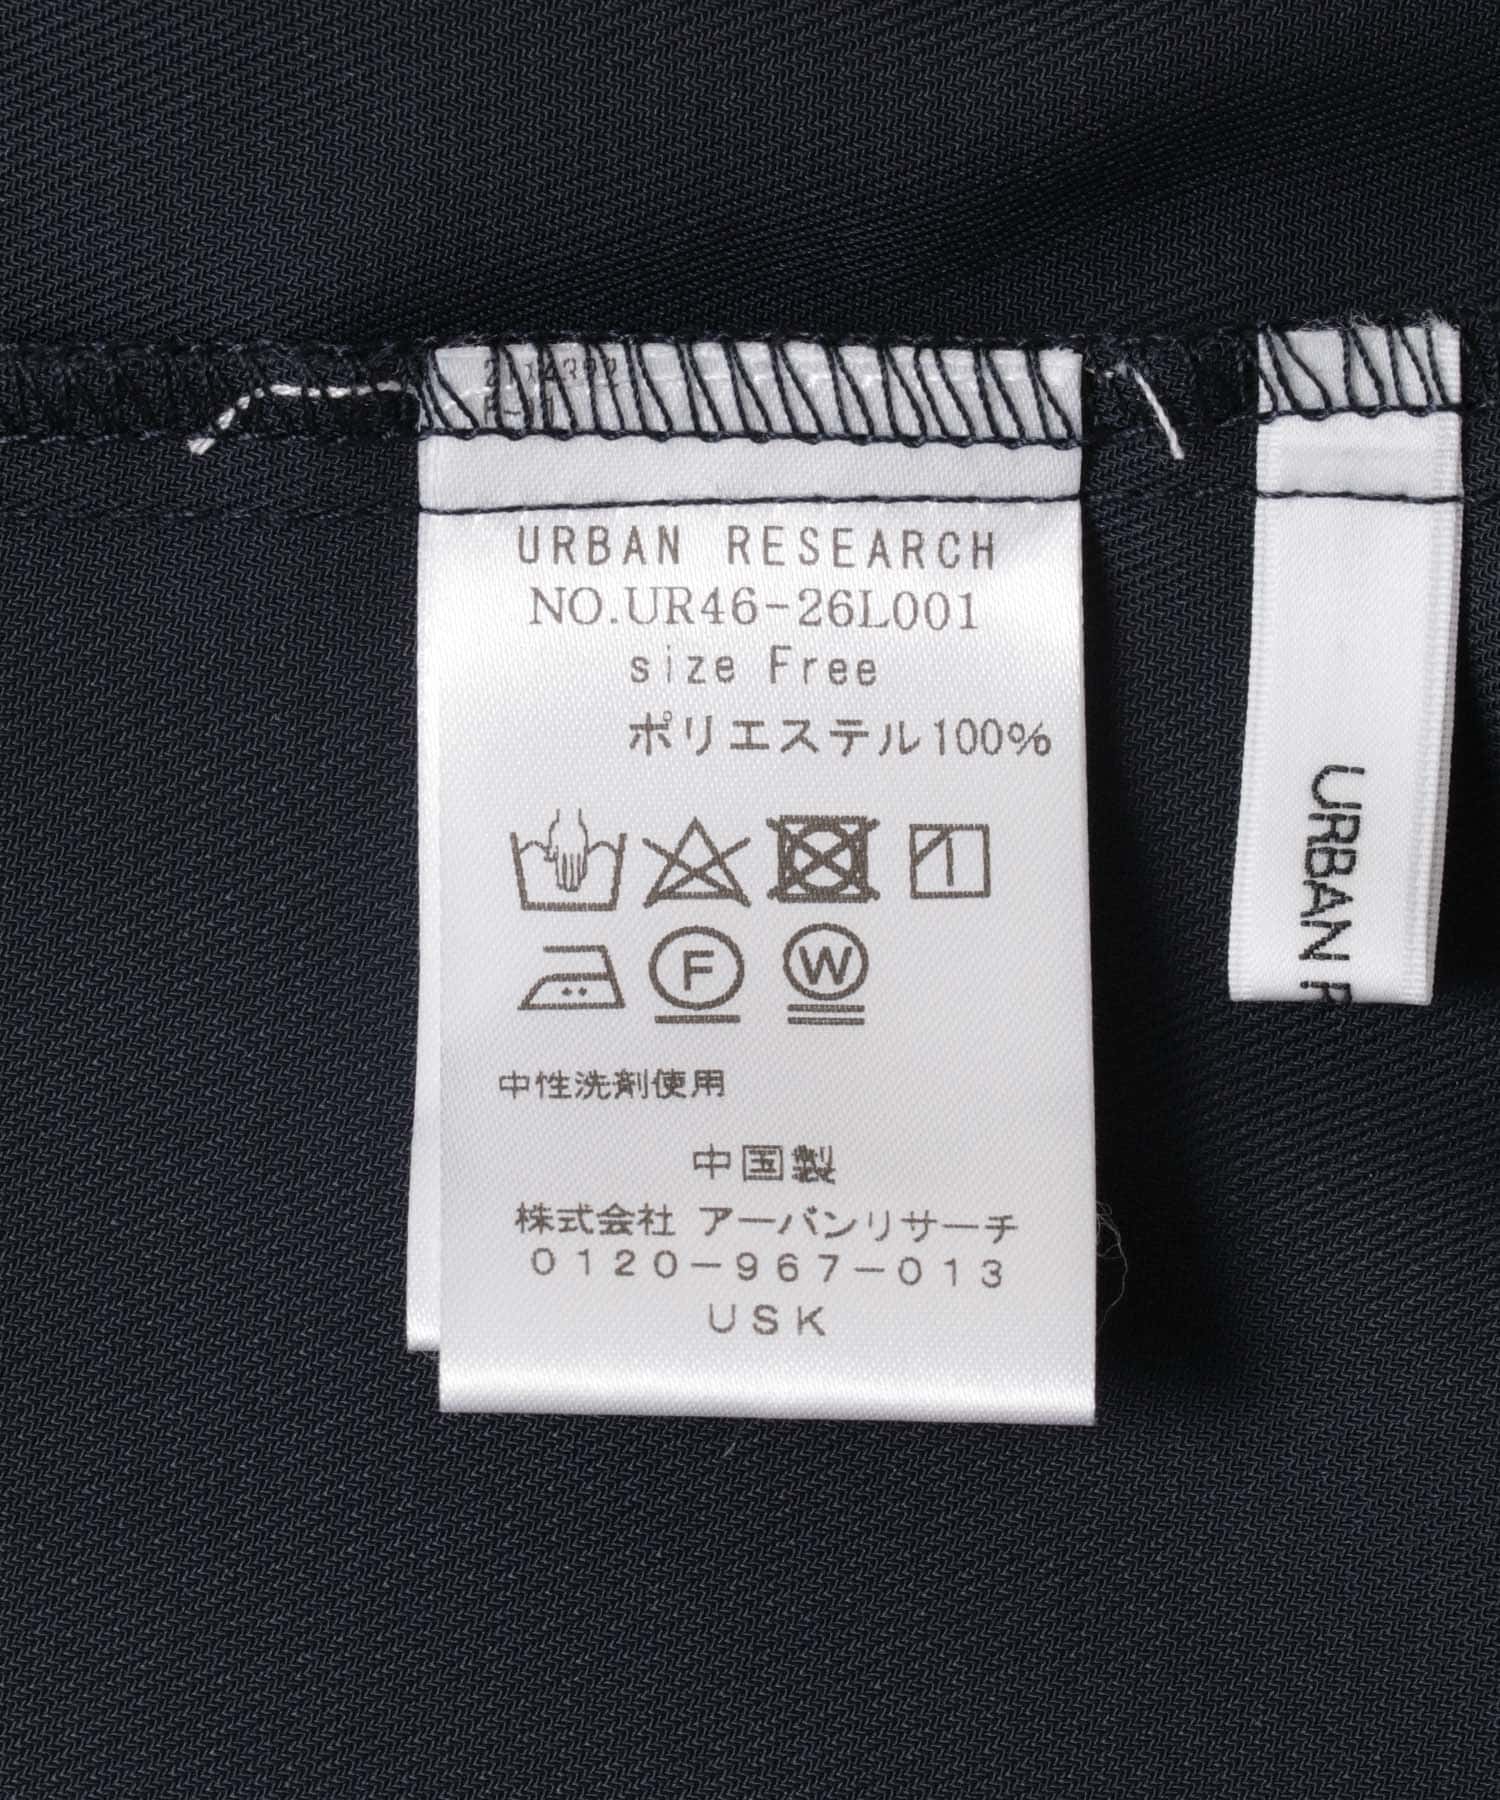 URBAN RESEARCH
NO.UR46-26L001
size Free
ポリエステル100%
F
W
中性洗剤使用
中国製
株式会社 アーバンリサーチ
0120-967-013
USK
URBAN R